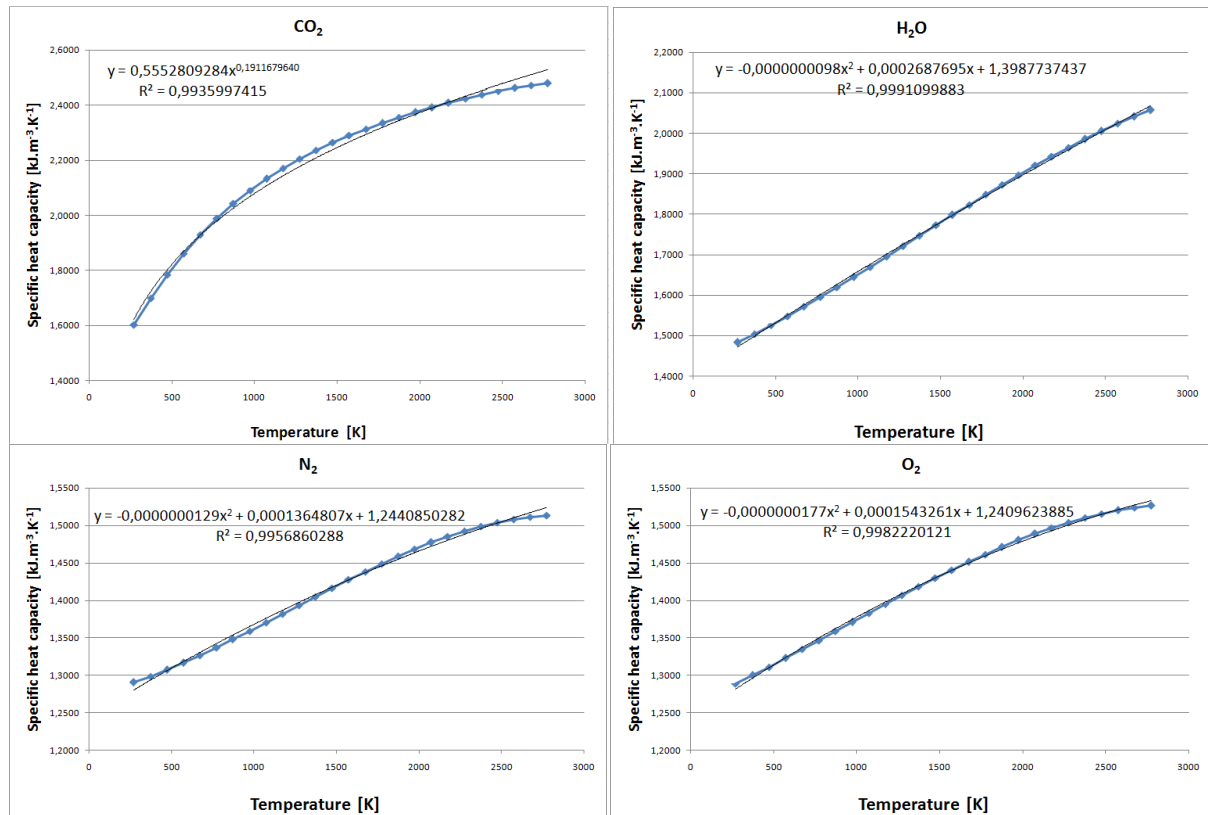 CO₂
2,6000
2,4000
2,2000
2,0000
1,8000
1,6000
1,4000
y = 0,5552809284x^0,1911679640
R² = 0,9935997415
Specific heat capacity [kJ.m⁻³.K⁻¹]
0 500 1000 1500 2000 2500 3000
Temperature [K]
H₂O
2,2000
2,1000
2,0000
1,9000
1,8000
1,7000
1,6000
1,5000
1,4000
y = -0,0000000098x² + 0,0002687695x + 1,3987737437
R² = 0,9991099883
Specific heat capacity [kJ.m⁻³.K⁻¹]
0 500 1000 1500 2000 2500 3000
Temperature [K]
N₂
1,5500
1,5000
1,4500
1,4000
1,3500
1,3000
1,2500
1,2000
y = -0,0000000129x² + 0,0001364807x + 1,2440850282
R² = 0,9956860288
Specific heat capacity [kJ.m⁻³.K⁻¹]
0 500 1000 1500 2000 2500 3000
Temperature [K]
O₂
1,5500
1,5000
1,4500
1,4000
1,3500
1,3000
1,2500
1,2000
y = -0,0000000177x² + 0,0001543261x + 1,2409623885
R² = 0,9982220121
Specific heat capacity [kJ.m⁻³.K⁻¹]
0 500 1000 1500 2000 2500 3000
Temperature [K]